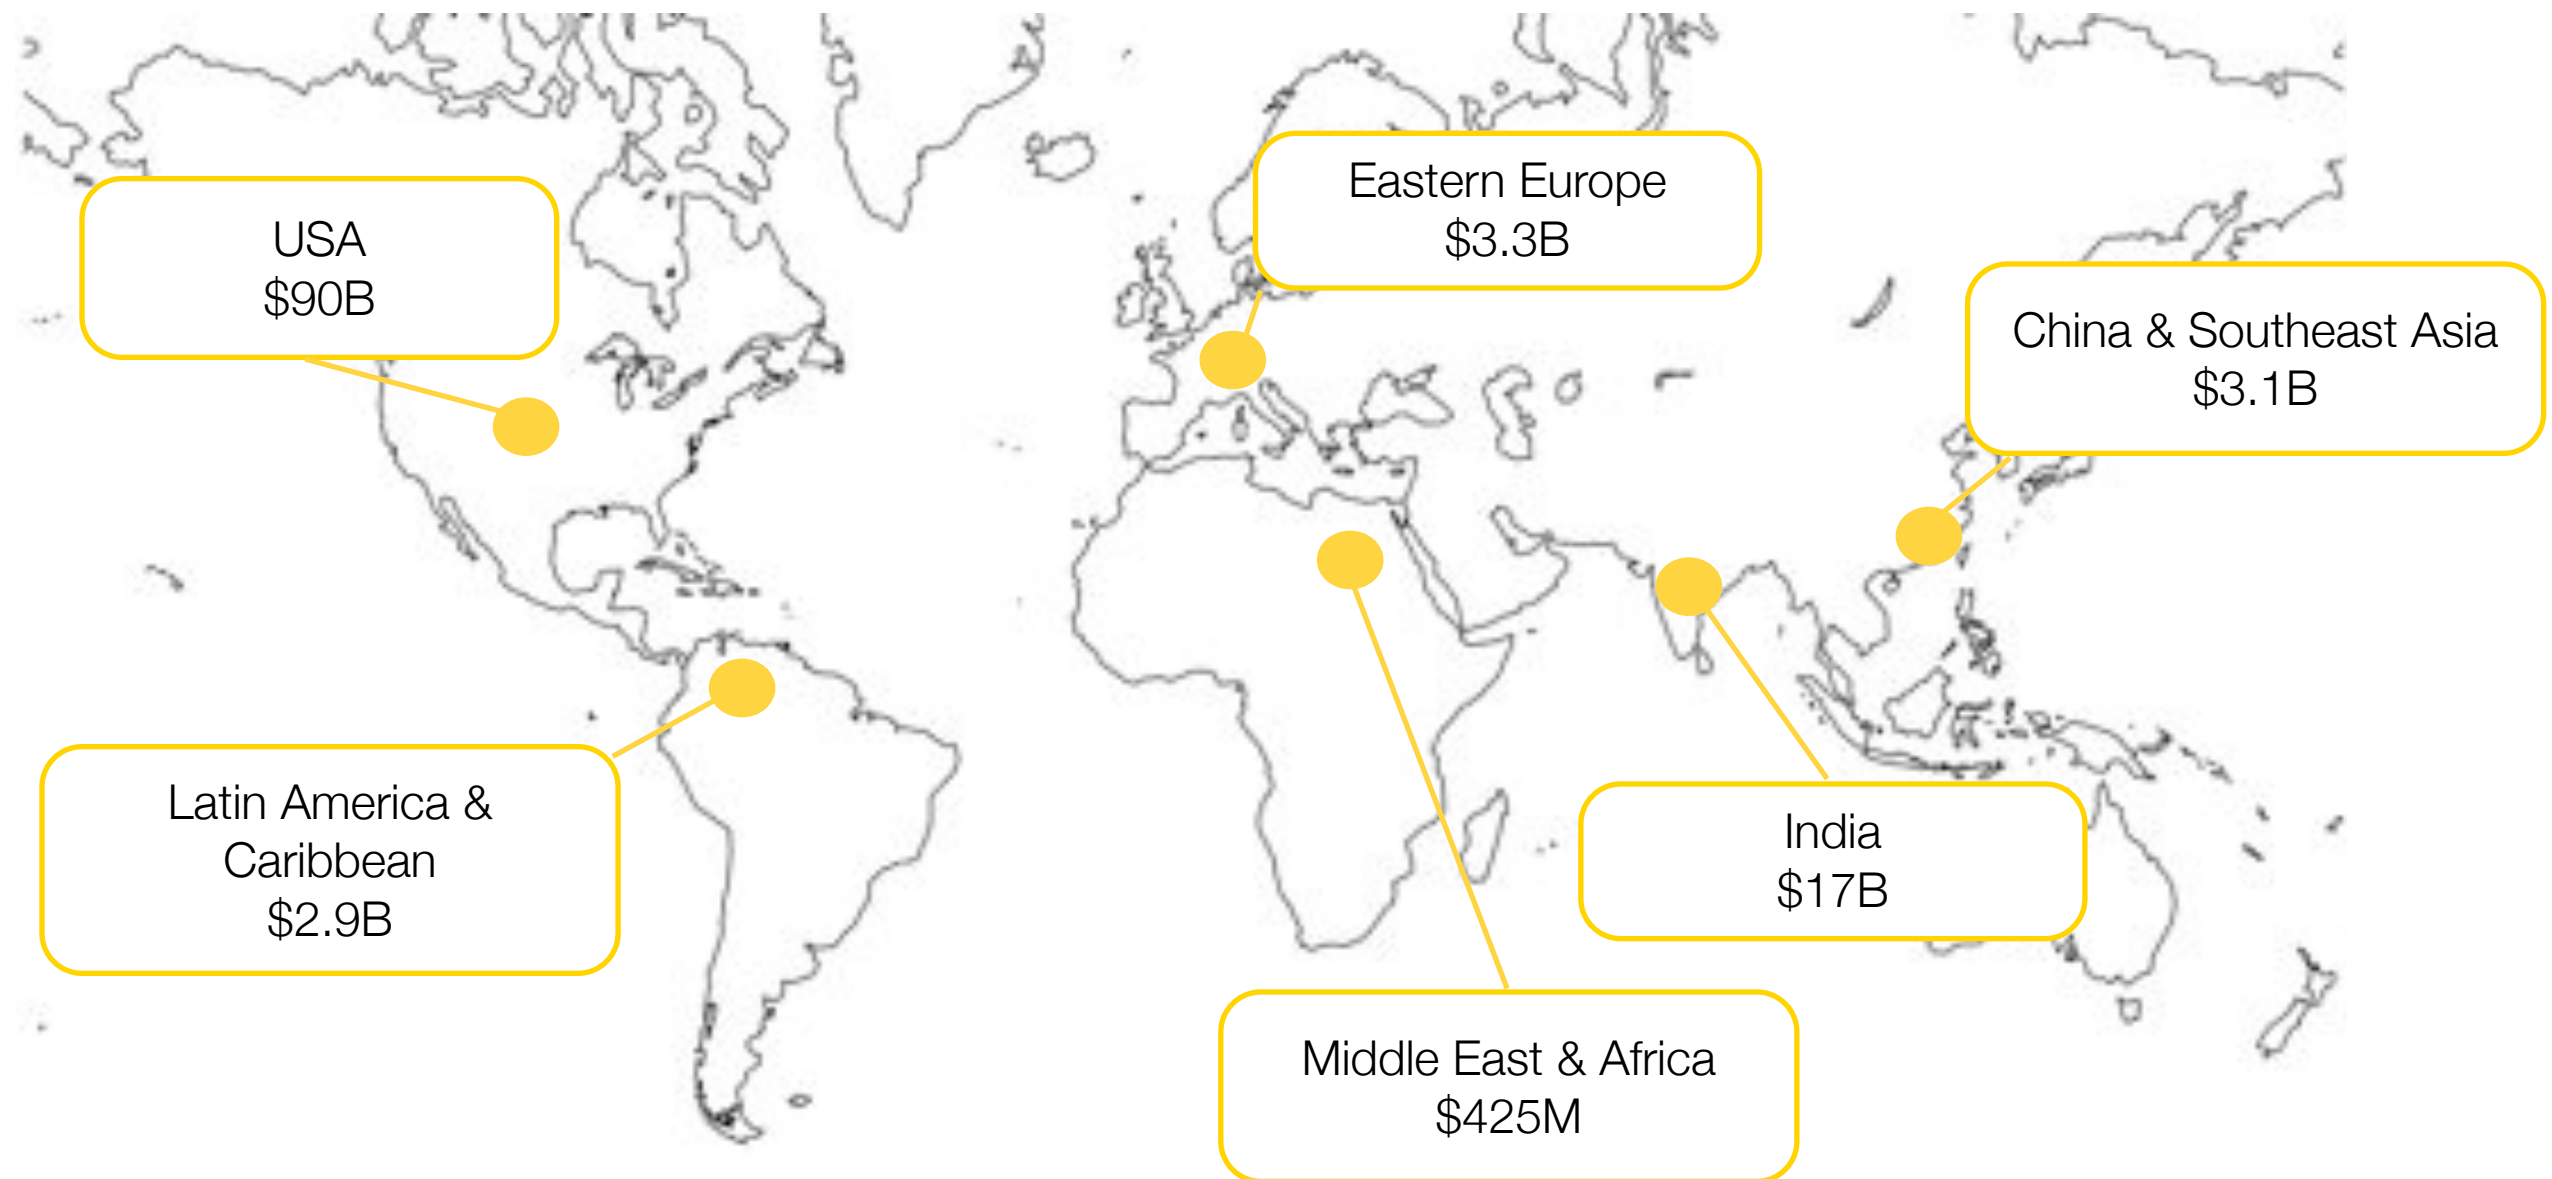 USA
$90B
Eastern Europe
$3.3B
China & Southeast Asia
$3.1B
Latin America &
Caribbean
$2.9B
India
$17B
Middle East & Africa
$425M